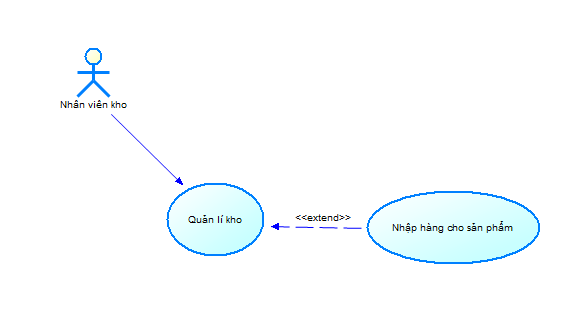 Nhân viên kho
Quản lí kho
<<extend>>
Nhập hàng cho sản phẩm